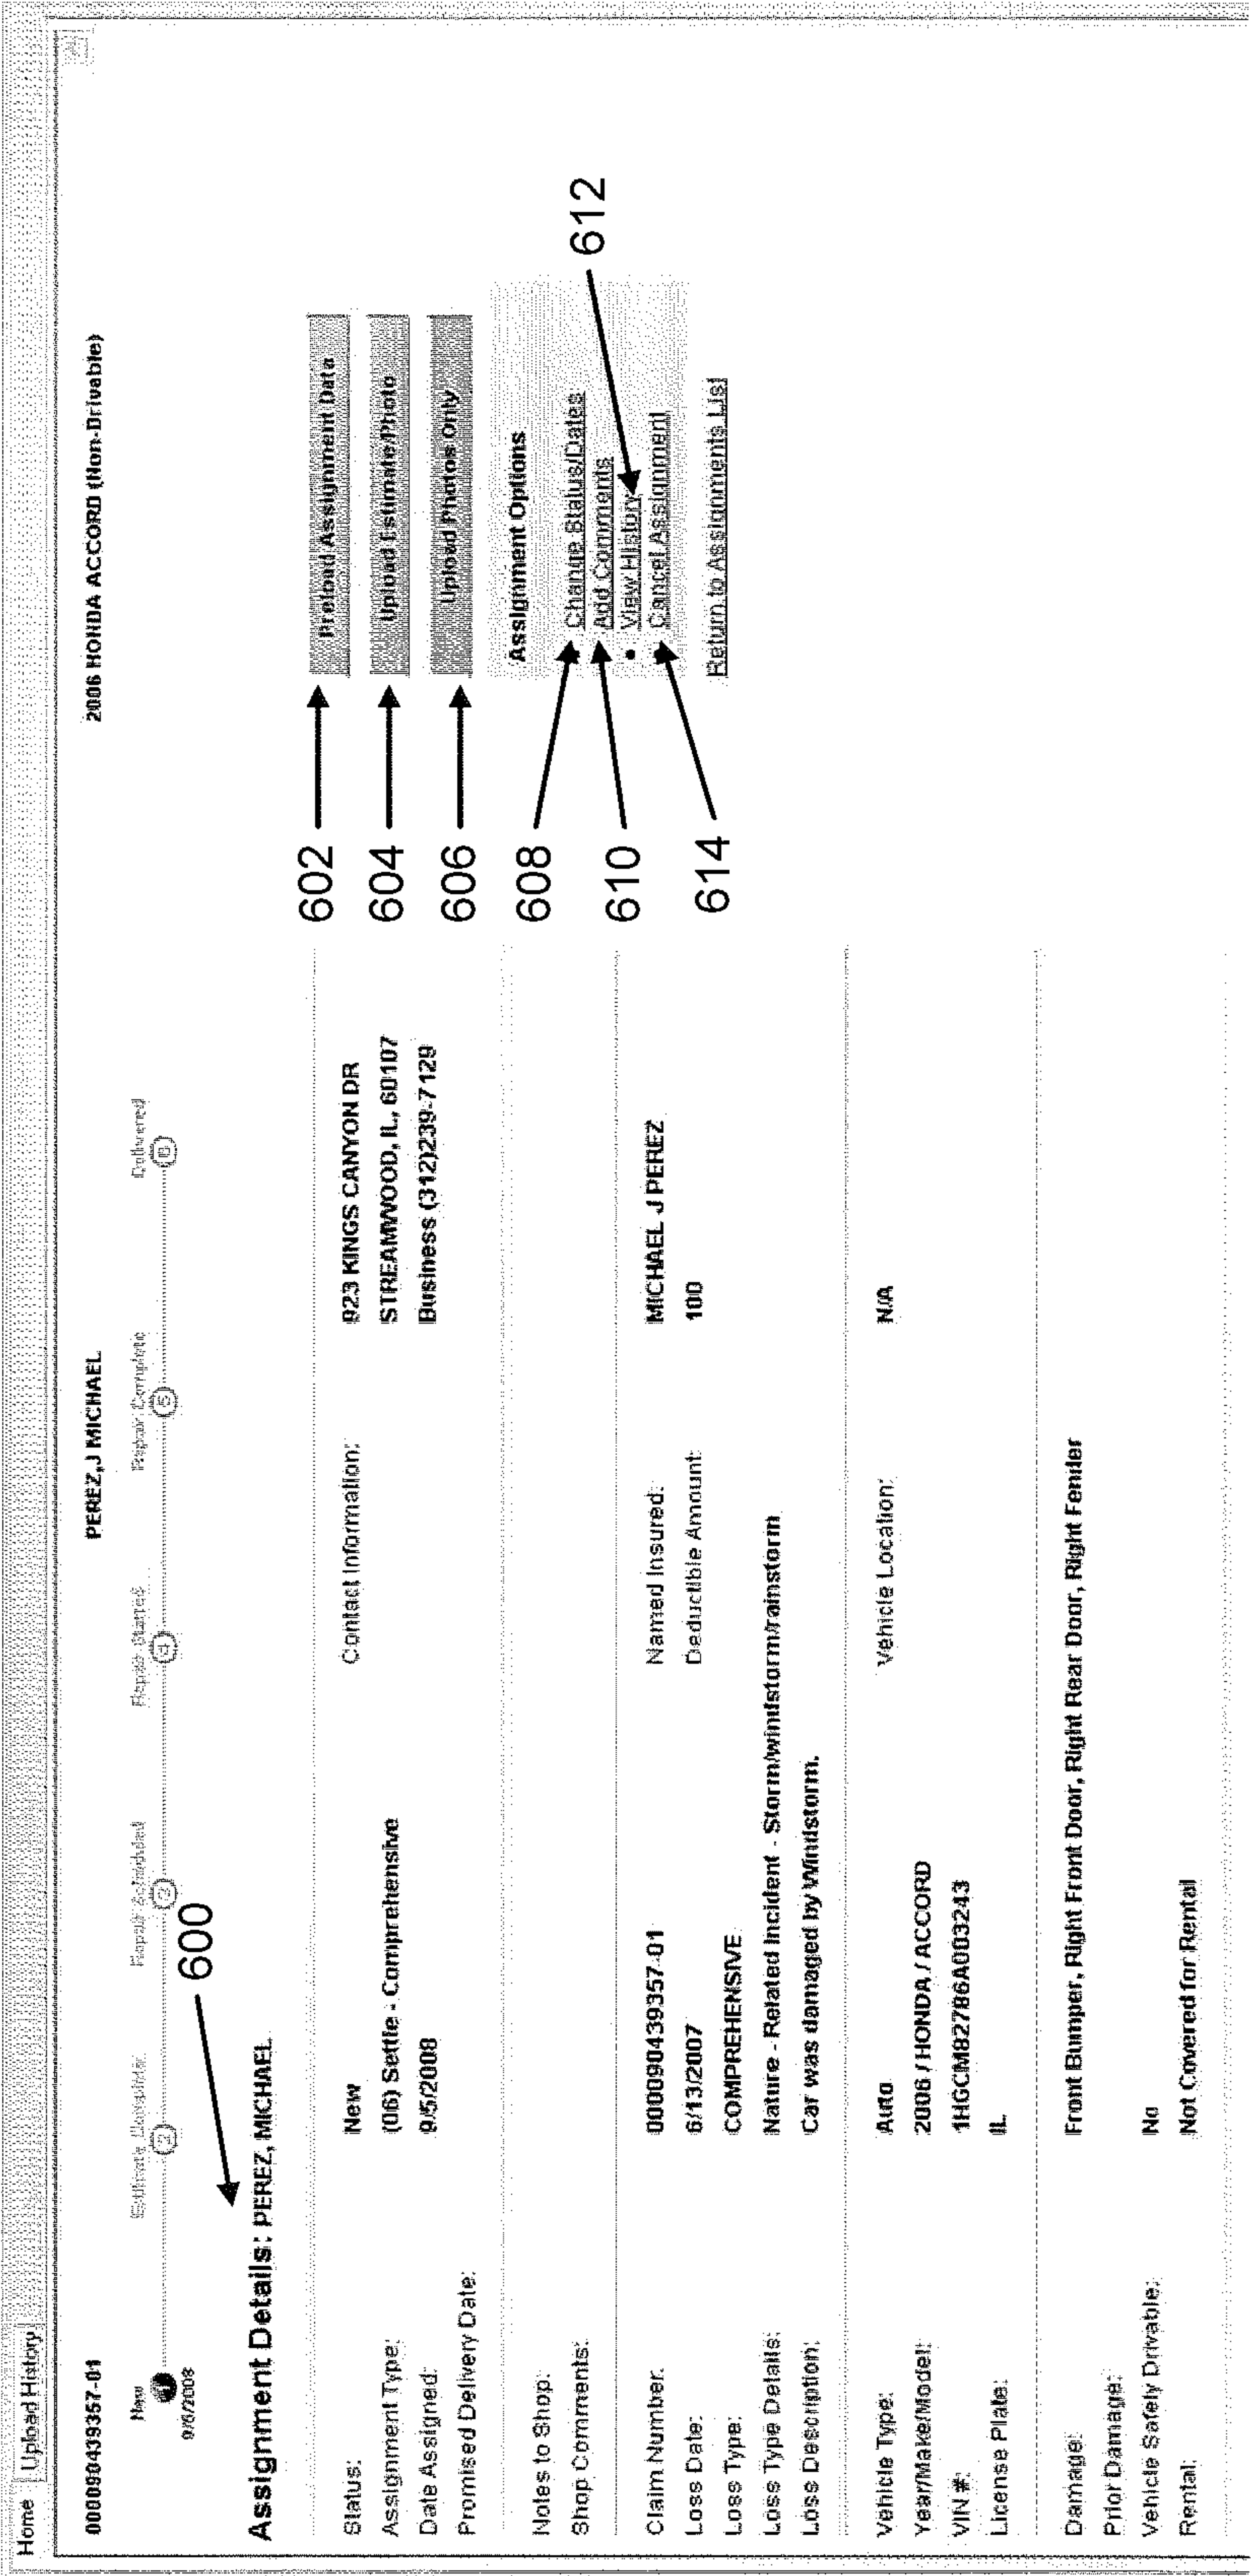 Home Upload History
0000904393​57-01 PEREZ,J MICHAEL 2006 HONDA ACCORD (Non-Drivable)
New Repair Scheduled Repair Started Repair Complete Delivered
1 2 3 4 5 6
600
Assignment Details: PEREZ, MICHAEL
Status: New Contact Information: 923 KINGS CANYON DR 602 Preload Assignment Data
Assignment Type: (06) Settle - Comprehensive STREAMWOOD, IL, 60107 604 Upload Estimate/Photo
Date Assigned: 9/5/2008 Business (312)239-7129
Promised Delivery Date: 606 Upload Photos Only
Notes to Shop: Assignment Options
Shop Comments: 608 Change Status/Dates
610 Add Comments
612 View History
614 Cancel Assignment
Claim Number: 000090439357-01 Named Insured: MICHAEL J PEREZ
Loss Date: 6/13/2007 Deductible Amount: 100 Return to Assignments List
Loss Type: COMPREHENSIVE
Loss Type Details: Nature - Related Incident - Storm/windstorm/rainstorm
Loss Description: Car was damaged by Windstorm.
Vehicle Type: Auto Vehicle Location: N/A
Year/Make/Model: 2006 / HONDA / ACCORD
VIN #: 1HGCM82786A003243
License Plate: IL
Damage: Front Bumper, Right Front Door, Right Rear Door, Right Fender
Prior Damage:
Vehicle Safely Drivable: No
Rental: Not Covered for Rental